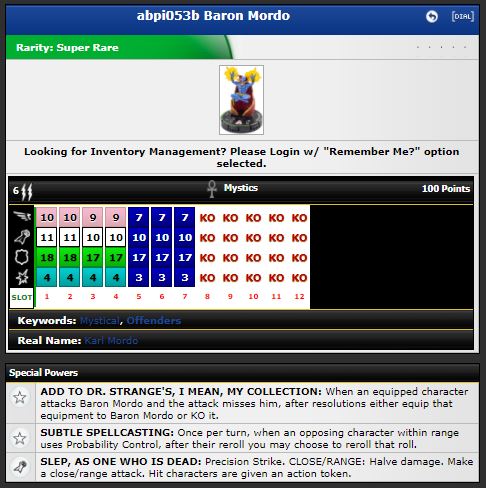 abpi053b Baron Mordo
[DIAL]
Rarity: Super Rare
Looking for Inventory Management? Please Login w/ "Remember Me?" option
selected.
6 Mystics 100 Points
10 10 9 9 7 7 7 KO KO KO KO KO
11 11 10 10 10 10 10 KO KO KO KO KO
18 18 17 17 17 17 17 KO KO KO KO KO
4 4 4 4 3 3 3 KO KO KO KO KO
SLOT 1 2 3 4 5 6 7 8 9 10 11 12
Keywords: Mystical, Offenders
Real Name: Karl Mordo
Special Powers
ADD TO DR. STRANGE'S, I MEAN, MY COLLECTION: When an equipped character
attacks Baron Mordo and the attack misses him, after resolutions either equip that
equipment to Baron Mordo or KO it.
SUBTLE SPELLCASTING: Once per turn, when an opposing character within range
uses Probability Control, after their reroll you may choose to reroll that roll.
SLEP, AS ONE WHO IS DEAD: Precision Strike. CLOSE/RANGE: Halve damage. Make
a close/range attack. Hit characters are given an action token.